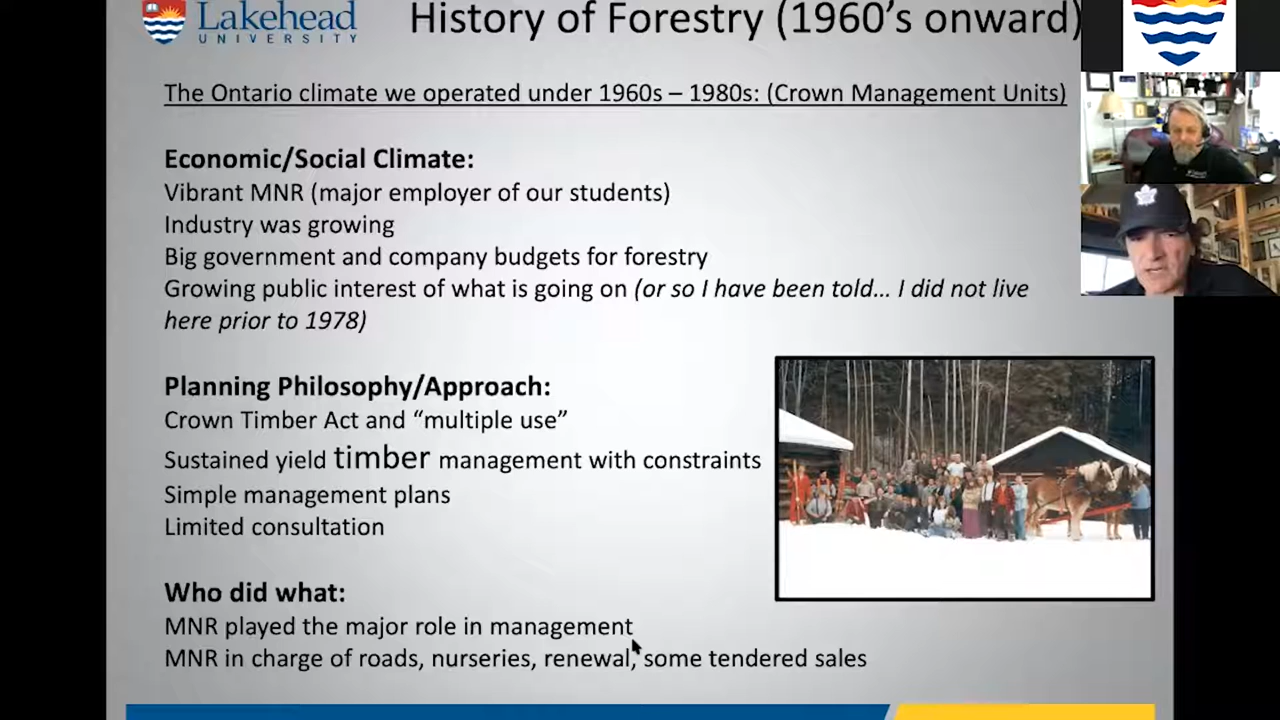 Lakehead
UNIVERSITY
History of Forestry (1960's onward)
The Ontario climate we operated under 1960s – 1980s: (Crown Management Units)
Economic/Social Climate:
Vibrant MNR (major employer of our students)
Industry was growing
Big government and company budgets for forestry
Growing public interest of what is going on (or so I have been told… I did not live
here prior to 1978)
Planning Philosophy/Approach:
Crown Timber Act and “multiple use”
Sustained yield timber management with constraints
Simple management plans
Limited consultation
Who did what:
MNR played the major role in management
MNR in charge of roads, nurseries, renewal, some tendered sales